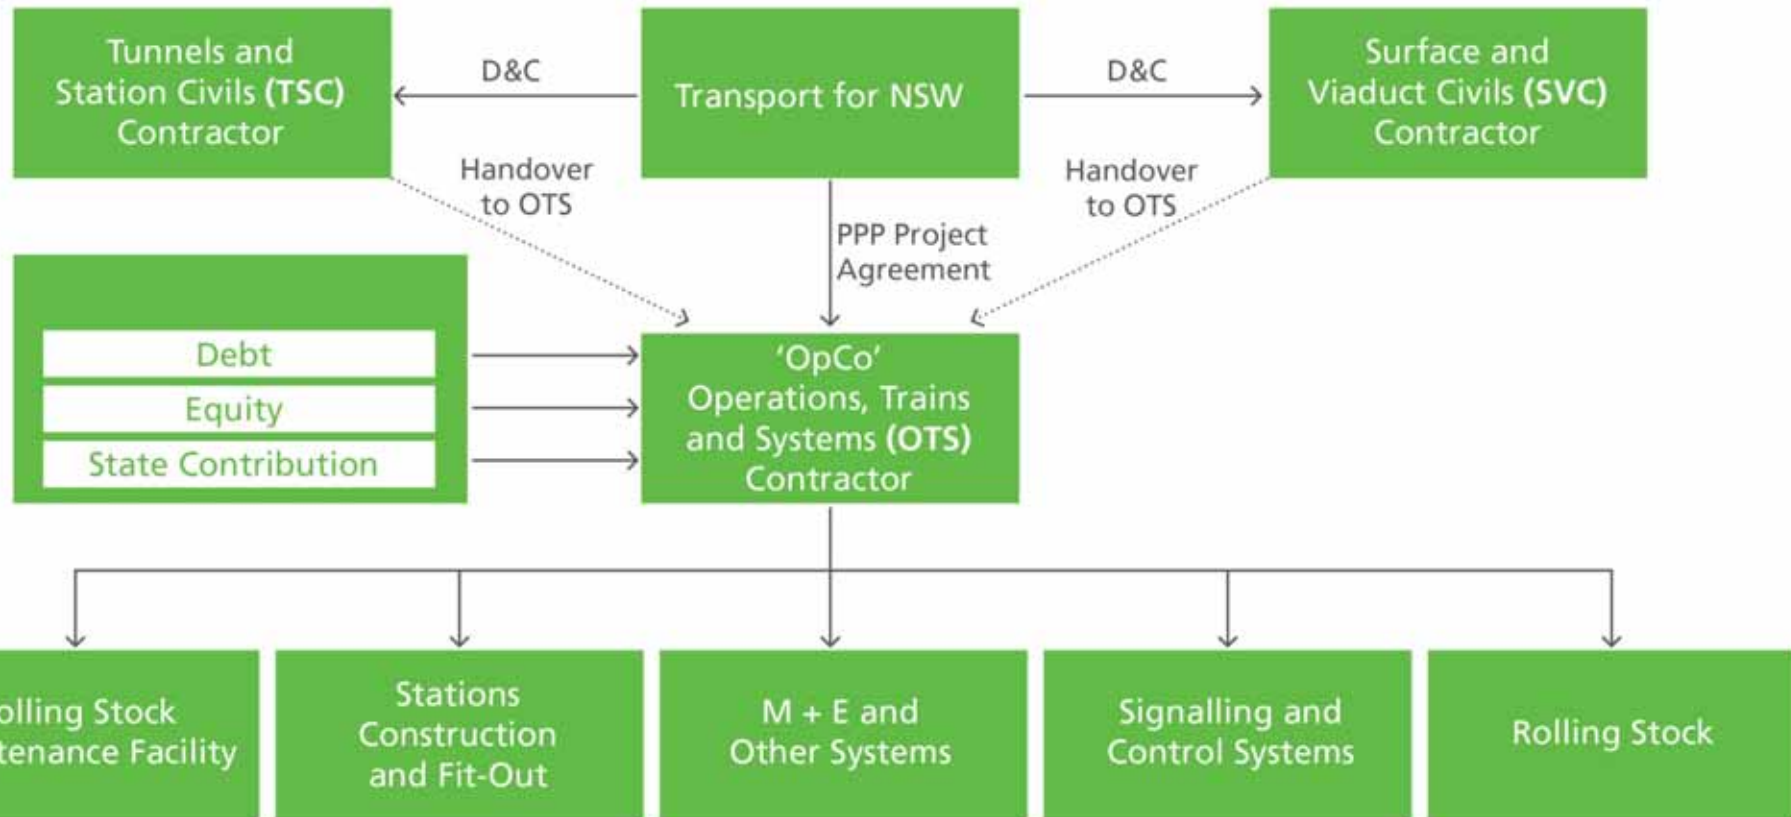 Tunnels and
Station Civils (TSC)
Contractor
D&C
Transport for NSW
D&C
Surface and
Viaduct Civils (SVC)
Contractor
Handover
to OTS
Handover
to OTS
PPP Project
Agreement
Debt
Equity
State Contribution
'OpCo'
Operations, Trains
and Systems (OTS)
Contractor
olling Stock
tenance Facility
Stations
Construction
and Fit-Out
M + E and
Other Systems
Signalling and
Control Systems
Rolling Stock